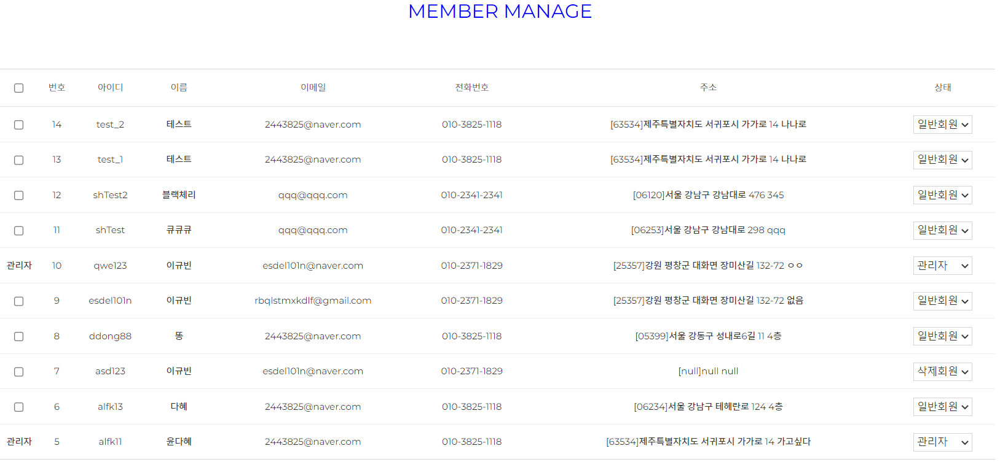 MEMBER MANAGE
번호 아이디 이름 이메일 전화번호 주소 상태
14 test_2 테스트 2443825@naver.com 010-3825-1118 [63534]제주특별자치도 서귀포시 가가로 14 나나로 일반회원
13 test_1 테스트 2443825@naver.com 010-3825-1118 [63534]제주특별자치도 서귀포시 가가로 14 나나로 일반회원
12 shTest2 블랙체리 qqq@qqq.com 010-2341-2341 [06120]서울 강남구 강남대로 476 345 일반회원
11 shTest 큐큐큐 qqq@qqq.com 010-2341-2341 [06253]서울 강남구 강남대로 298 qqq 일반회원
관리자 10 qwe123 이규빈 esdel101n@naver.com 010-2371-1829 [25357]강원 평창군 대화면 장미산길 132-72 ㅇㅇ 관리자
9 esdel101n 이규빈 rbqlstmxkdlf@gmail.com 010-2371-1829 [25357]강원 평창군 대화면 장미산길 132-72 없음 일반회원
8 ddong88 똥 2443825@naver.com 010-3825-1118 [05399]서울 강동구 성내로6길 11 4층 일반회원
7 asd123 이규빈 esdel101n@naver.com 010-2371-1829 [null]null null 삭제회원
6 alfk13 다혜 2443825@naver.com 010-3825-1118 [06234]서울 강남구 테헤란로 124 4층 일반회원
관리자 5 alfk11 윤다혜 2443825@naver.com 010-3825-1118 [63534]제주특별자치도 서귀포시 가가로 14 가고싶다 관리자